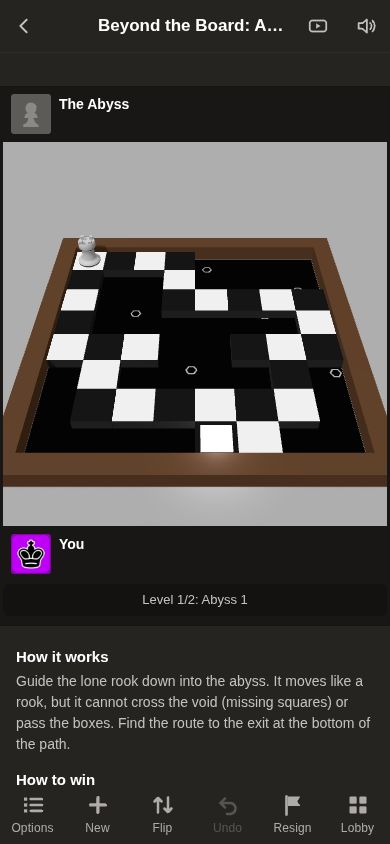 Beyond the Board: A…
The Abyss
You
Level 1/2: Abyss 1
How it works
Guide the lone rook down into the abyss. It moves like a
rook, but it cannot cross the void (missing squares) or
pass the boxes. Find the route to the exit at the bottom of
the path.
How to win
Options New Flip Undo Resign Lobby